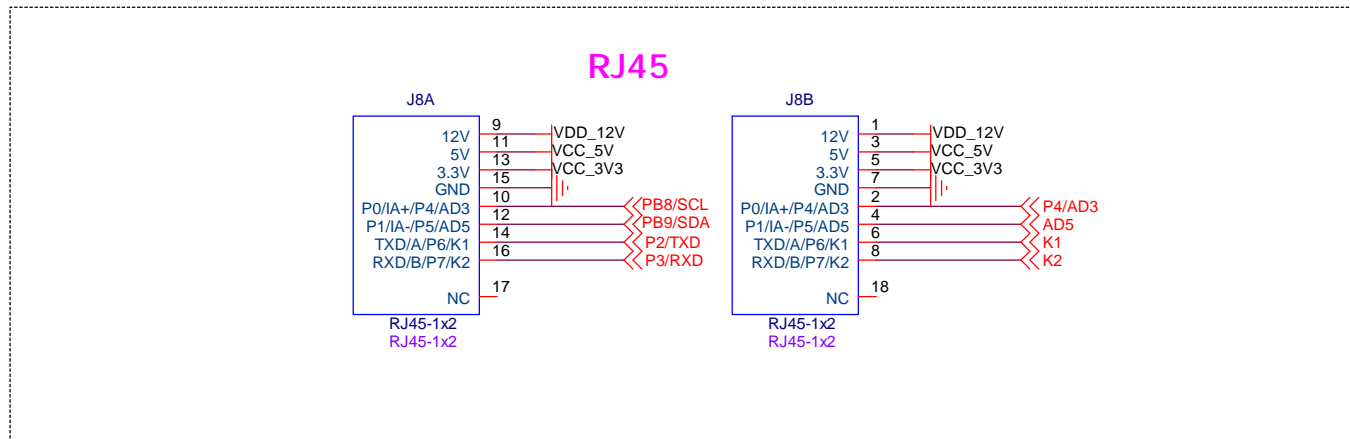 RJ45
J8A
12V 9 VDD_12V
5V 11 VCC_5V
3.3V 13 VCC_3V3
GND 15
P0/IA+/P4/AD3 10 PB8/SCL
P1/IA-/P5/AD5 12 PB9/SDA
TXD/A/P6/K1 14 P2/TXD
RXD/B/P7/K2 16 P3/RXD
NC 17
RJ45-1x2
RJ45-1x2
J8B
12V 1 VDD_12V
5V 3 VCC_5V
3.3V 5 VCC_3V3
GND 7
P0/IA+/P4/AD3 2 P4/AD3
P1/IA-/P5/AD5 4 AD5
TXD/A/P6/K1 6 K1
RXD/B/P7/K2 8 K2
NC 18
RJ45-1x2
RJ45-1x2